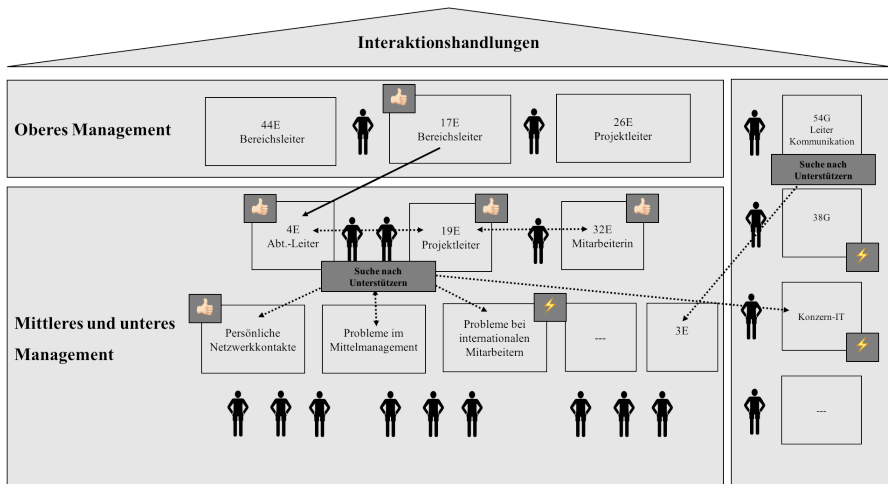 Interaktionshandlungen
Oberes Management
44E
Bereichsleiter
17E
Bereichsleiter
26E
Projektleiter
54G
Leiter
Kommunikation
Suche nach
Unterstützern
38G
Konzern-IT
---
Mittleres und unteres
Management
4E
Abt.-Leiter
19E
Projektleiter
32E
Mitarbeiterin
Suche nach
Unterstützern
Persönliche
Netzwerkkontakte
Probleme im
Mittelmanagement
Probleme bei
internationalen
Mitarbeitern
---
3E